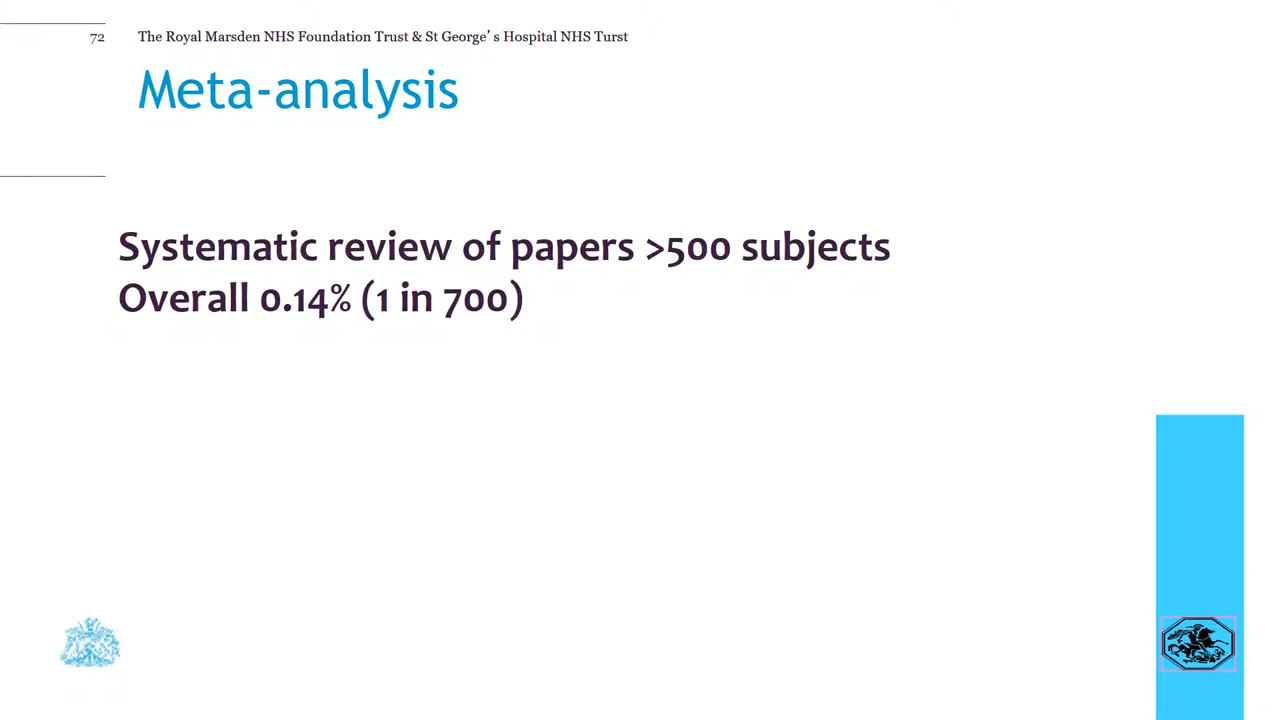 72
The Royal Marsden NHS Foundation Trust & St George’s Hospital NHS Turst
Meta-analysis
Systematic review of papers >500 subjects
Overall 0.14% (1 in 700)